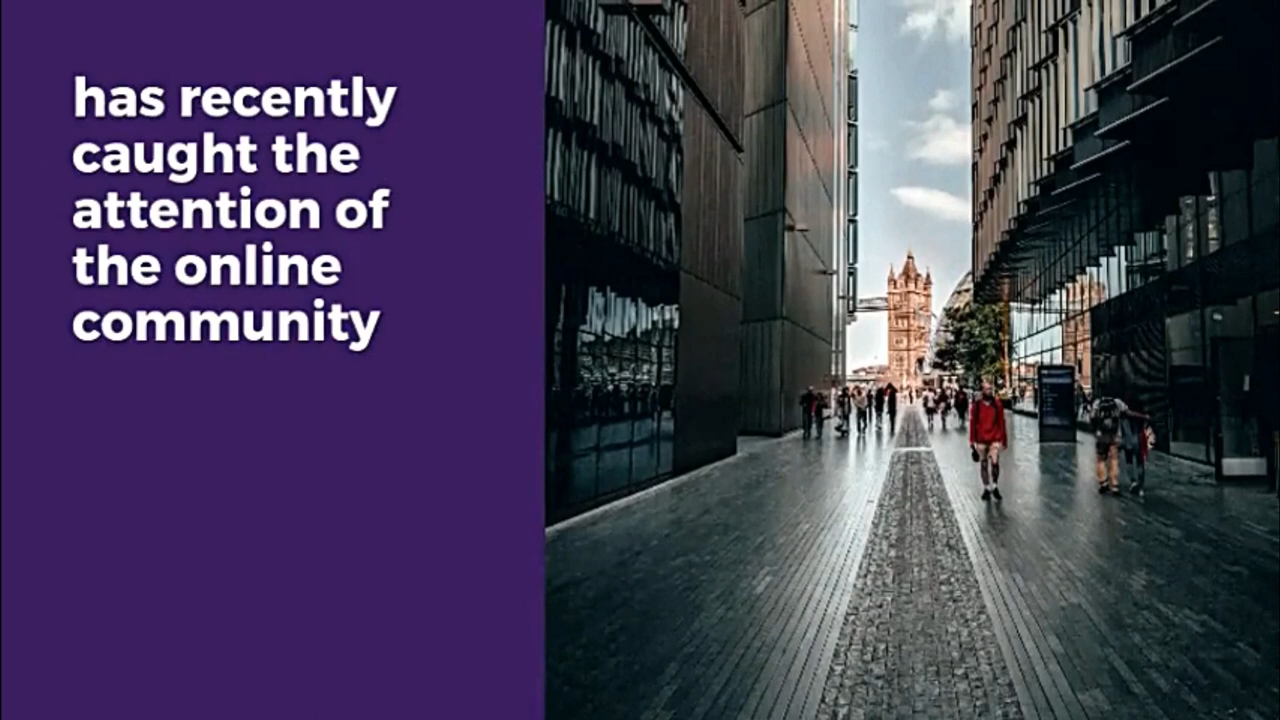 has recently
caught the
attention of
the online
community